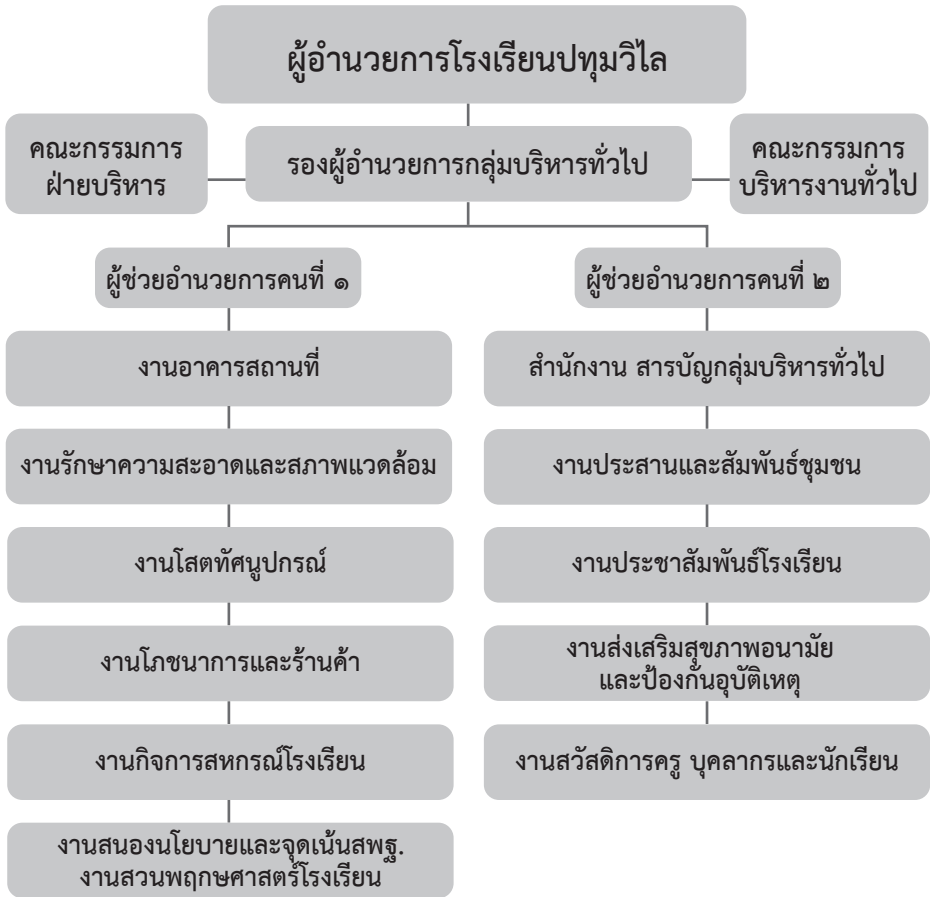 ผู้อำนวยการโรงเรียนปทุมวิไล
คณะกรรมการ
ฝ่ายบริหาร
รองผู้อำนวยการกลุ่มบริหารทั่วไป
คณะกรรมการ
บริหารงานทั่วไป
ผู้ช่วยอำนวยการคนที่ ๑
งานอาคารสถานที่
งานรักษาความสะอาดและสภาพแวดล้อม
งานโสตทัศนูปกรณ์
งานโภชนาการและร้านค้า
งานกิจการสหกรณ์โรงเรียน
งานสนองนโยบายและจุดเน้นสพฐ.
งานสวนพฤกษศาสตร์โรงเรียน
ผู้ช่วยอำนวยการคนที่ ๒
สำนักงาน สารบัญกลุ่มบริหารทั่วไป
งานประสานและสัมพันธ์ชุมชน
งานประชาสัมพันธ์โรงเรียน
งานส่งเสริมสุขภาพอนามัย
และป้องกันอุบัติเหตุ
งานสวัสดิการครู บุคลากรและนักเรียน